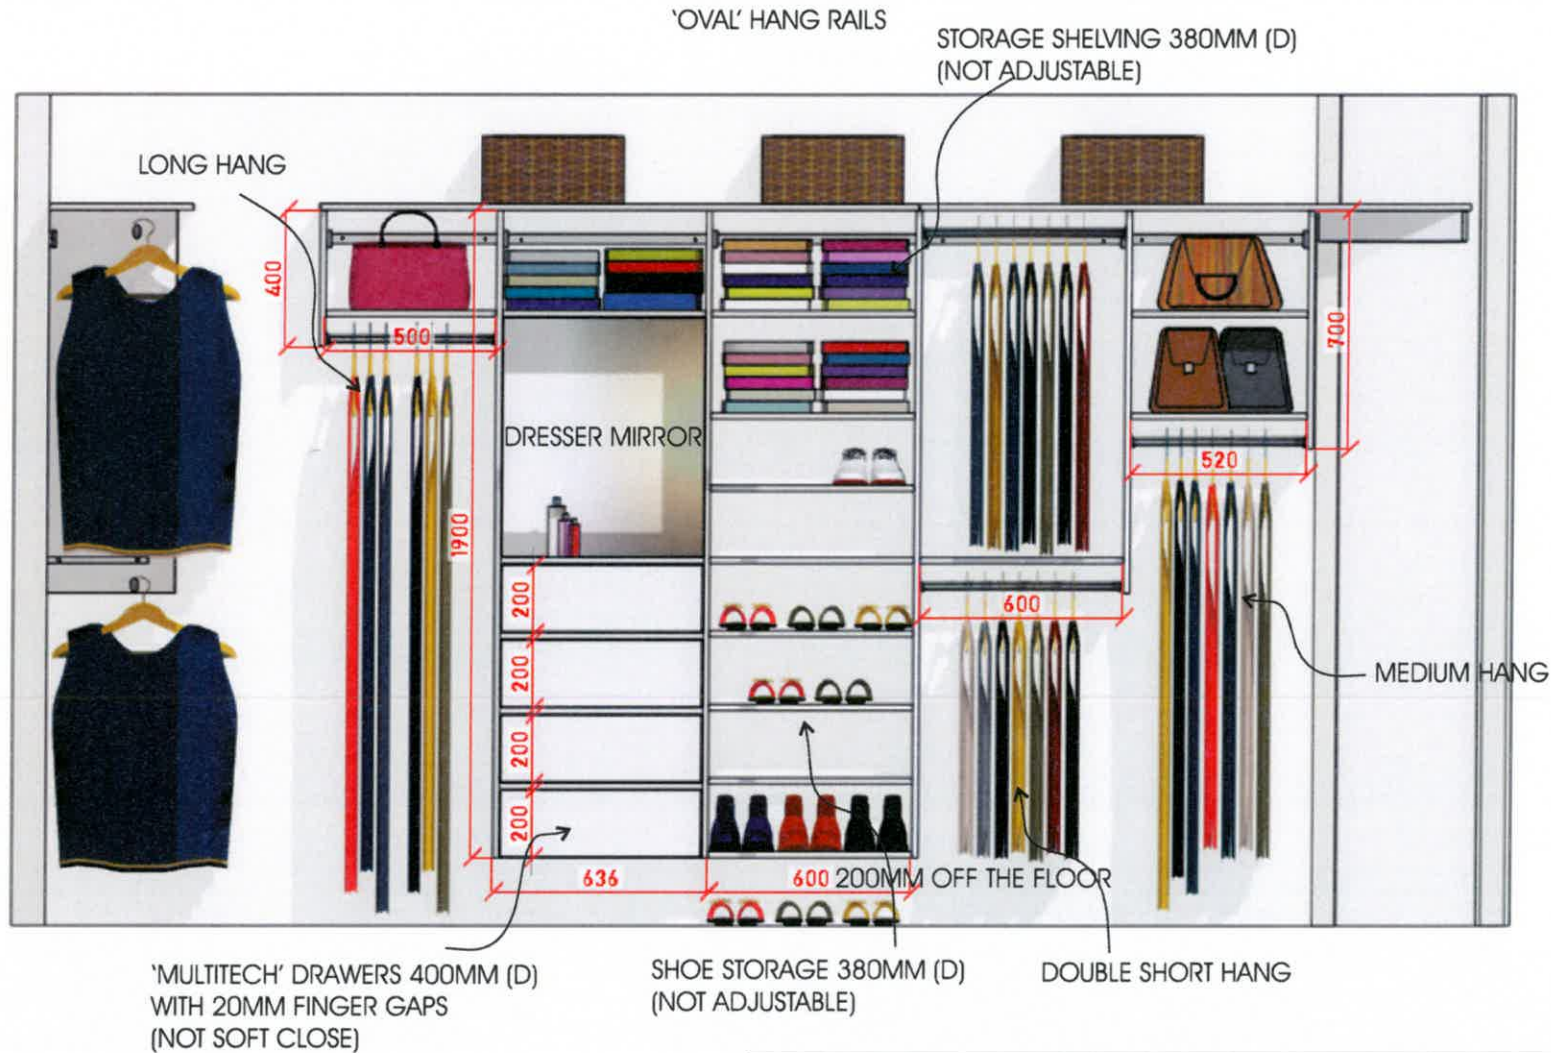 'OVAL' HANG RAILS
STORAGE SHELVING 380MM (D)
(NOT ADJUSTABLE)
LONG HANG
400
500
700
DRESSER MIRROR
520
1900
200
600
200
MEDIUM HANG
200
200
636
600
200MM OFF THE FLOOR
'MULTITECH' DRAWERS 400MM (D)
WITH 20MM FINGER GAPS
(NOT SOFT CLOSE)
SHOE STORAGE 380MM (D)
(NOT ADJUSTABLE)
DOUBLE SHORT HANG